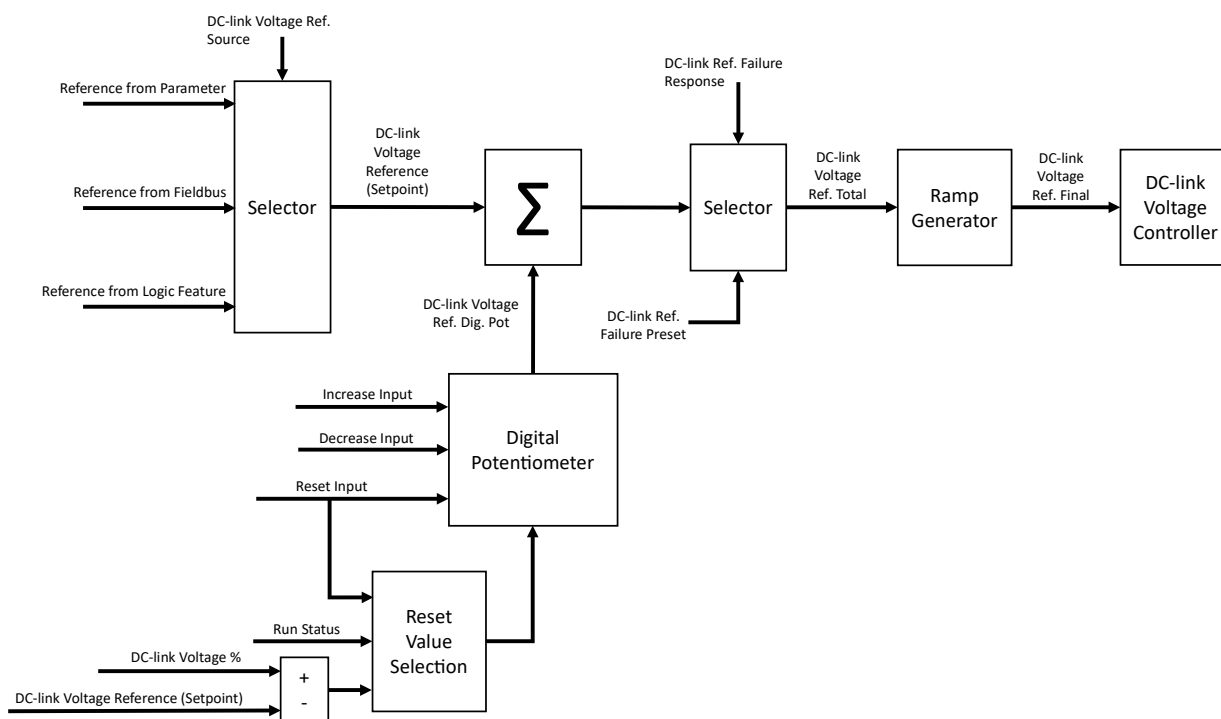 DC-link Voltage Ref.
Source
Reference from Parameter
Reference from Fieldbus
Reference from Logic Feature
Selector
DC-link
Voltage
Reference
(Setpoint)
Σ
DC-link Voltage
Ref. Dig. Pot
DC-link Ref. Failure
Response
Selector
DC-link Ref.
Failure Preset
DC-link
Voltage
Ref. Total
Ramp
Generator
DC-link
Voltage
Ref. Final
DC-link
Voltage
Controller
Increase Input
Decrease Input
Reset Input
Digital
Potentiometer
Run Status
DC-link Voltage %
DC-link Voltage Reference (Setpoint)
+
-
Reset
Value
Selection